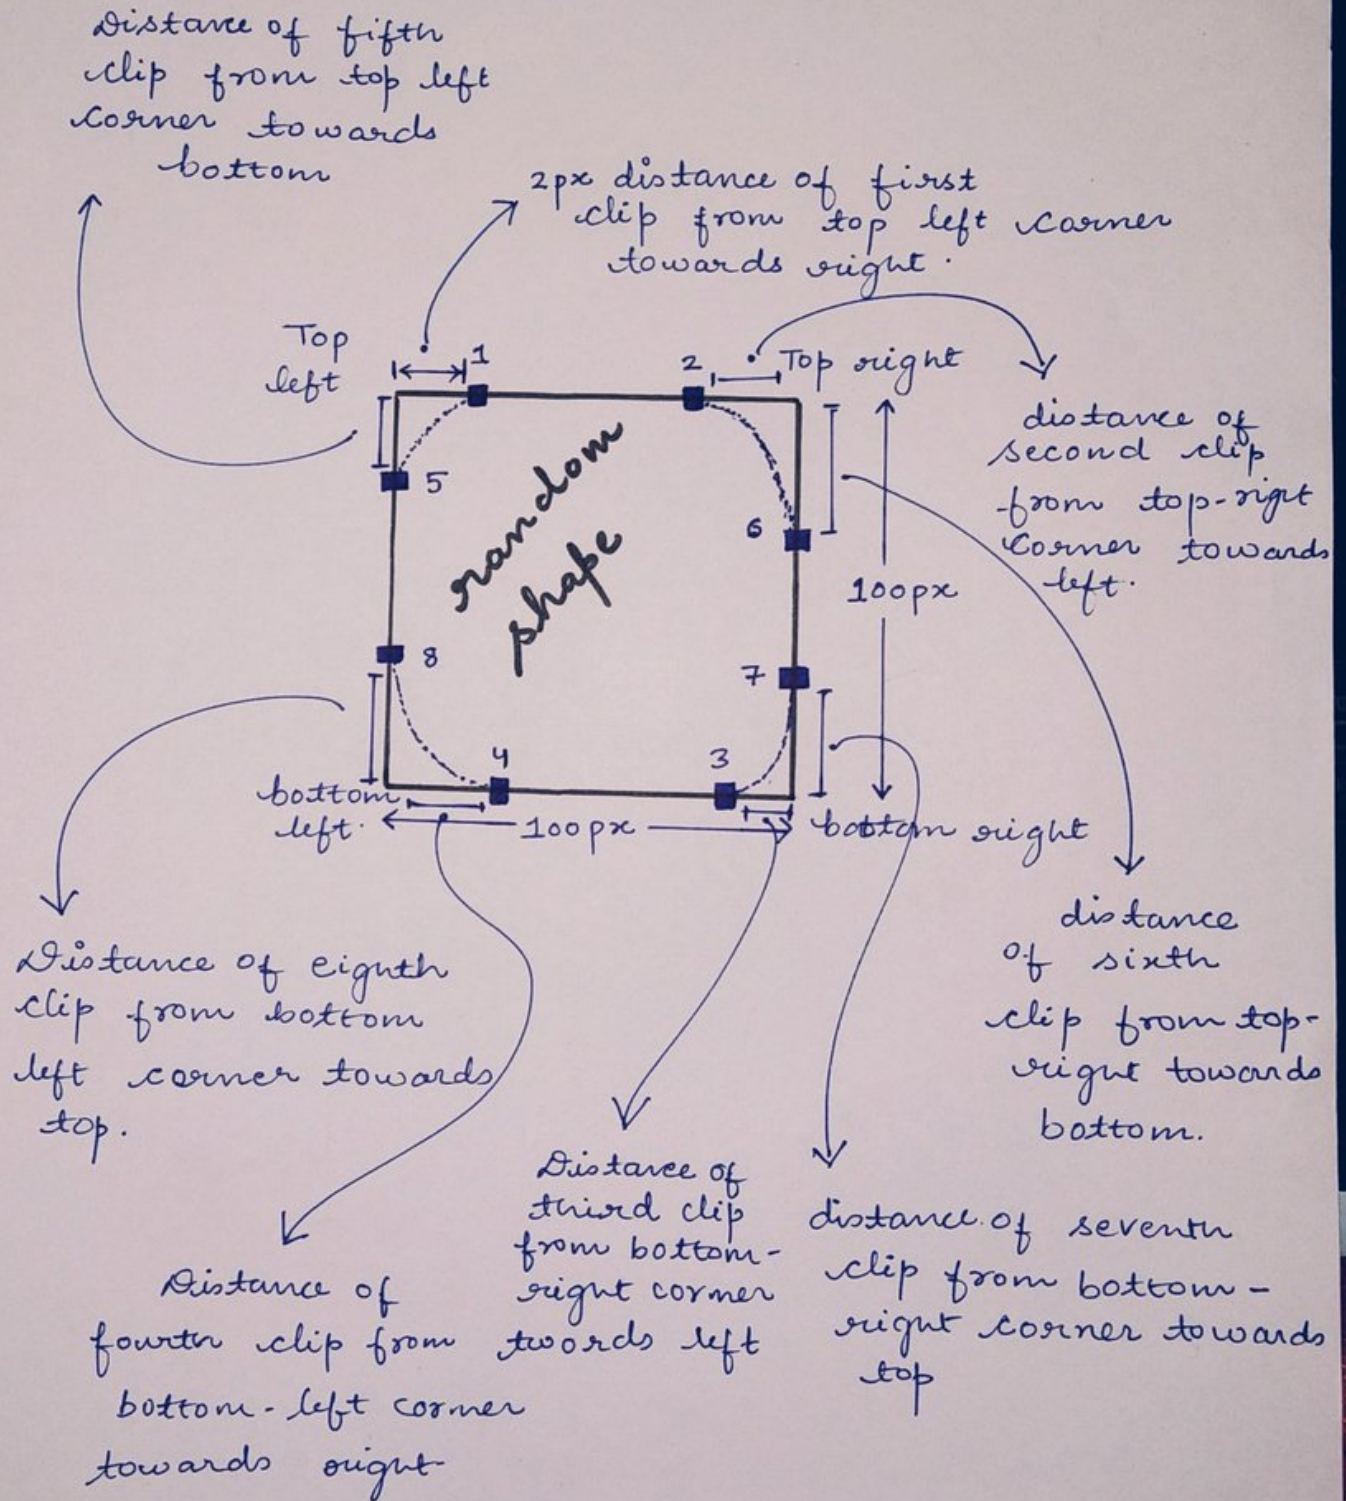 Distance of fifth
clip from top left
corner towards
bottom
2px distance of first
clip from top left corner
towards right.
Top
left
1
2
Top right
distance of
second clip
from top-right
corner towards
left.
5
random
shape
6
100px
8
7
4
3
bottom
left.
100px
bottom right
distance
of sixth
clip from top-
right towards
bottom.
Distance of eighth
clip from bottom
left corner towards
top.
Distance of
third clip
from bottom-
right corner
twords left
distance of seventh
clip from bottom-
right corner towards
top
Distance of
fourth clip from
bottom-left corner
towards right